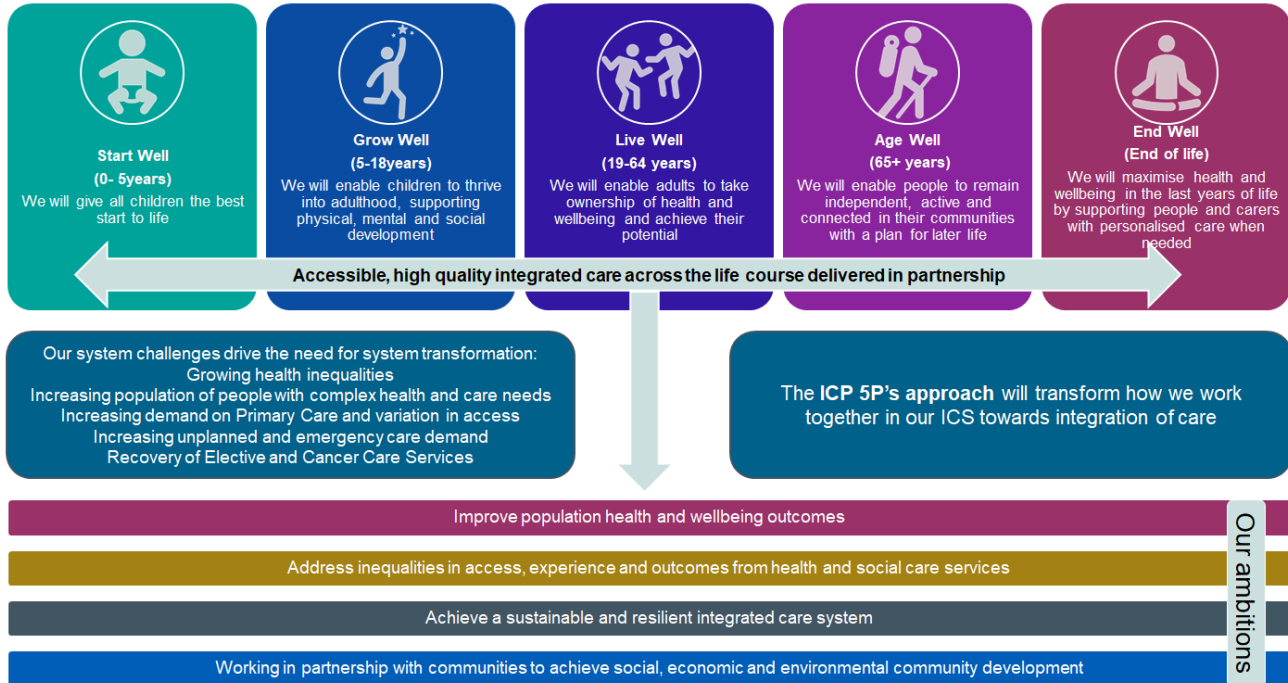 Start Well
(0- 5years)
We will give all children the best
start to life
Grow Well
(5-18years)
We will enable children to thrive
into adulthood, supporting
physical, mental and social
development
Live Well
(19-64 years)
We will enable adults to take
ownership of health and
wellbeing and achieve their
potential
Age Well
(65+ years)
We will enable people to remain
independent, active and
connected in their communities
with a plan for later life
End Well
(End of life)
We will maximise health and
wellbeing in the last years of life
by supporting people and carers
with personalised care when
needed
Accessible, high quality integrated care across the life course delivered in partnership
Our system challenges drive the need for system transformation:
Growing health inequalities
Increasing population of people with complex health and care needs
Increasing demand on Primary Care and variation in access
Increasing unplanned and emergency care demand
Recovery of Elective and Cancer Care Services
The ICP 5P’s approach will transform how we work
together in our ICS towards integration of care
Improve population health and wellbeing outcomes
Address inequalities in access, experience and outcomes from health and social care services
Achieve a sustainable and resilient integrated care system
Working in partnership with communities to achieve social, economic and environmental community development
Our ambitions